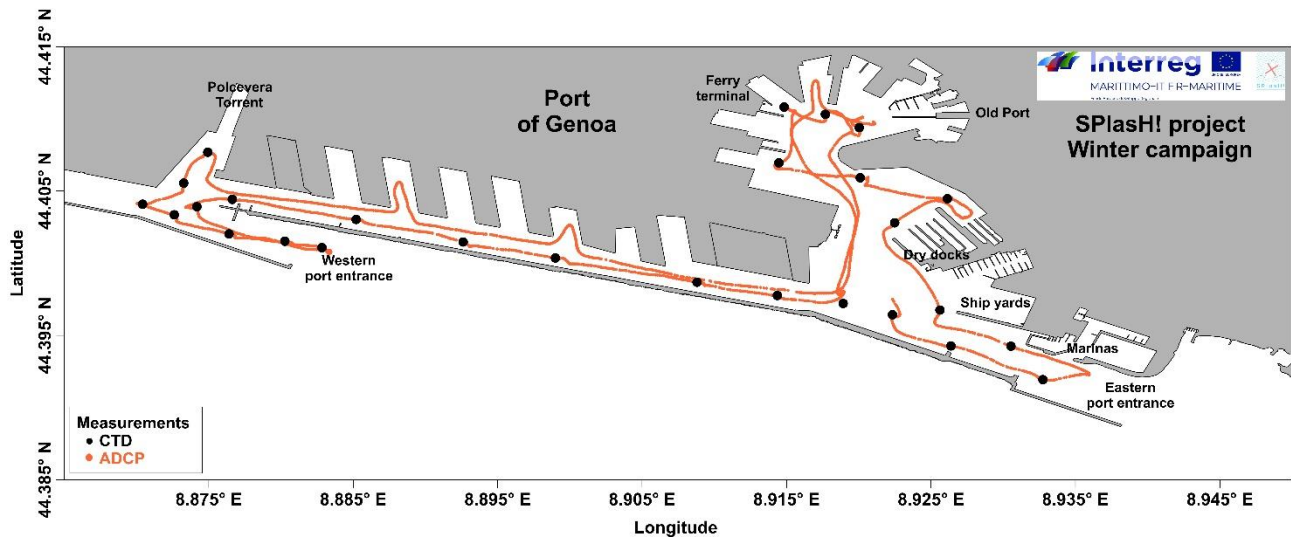 44.415° N
44.405° N
44.395° N
44.385° N
Latitude
Polcevera
Torrent
Port
of Genoa
Ferry
terminal
Old Port
Interreg
MARITTIMO-IT FR-MARITIME
SPlasH! project
Winter campaign
Western
port entrance
Dry docks
Ship yards
Marinas
Eastern
port entrance
Measurements
CTD
ADCP
8.875° E
8.885° E
8.895° E
8.905° E
8.915° E
8.925° E
8.935° E
8.945° E
Longitude